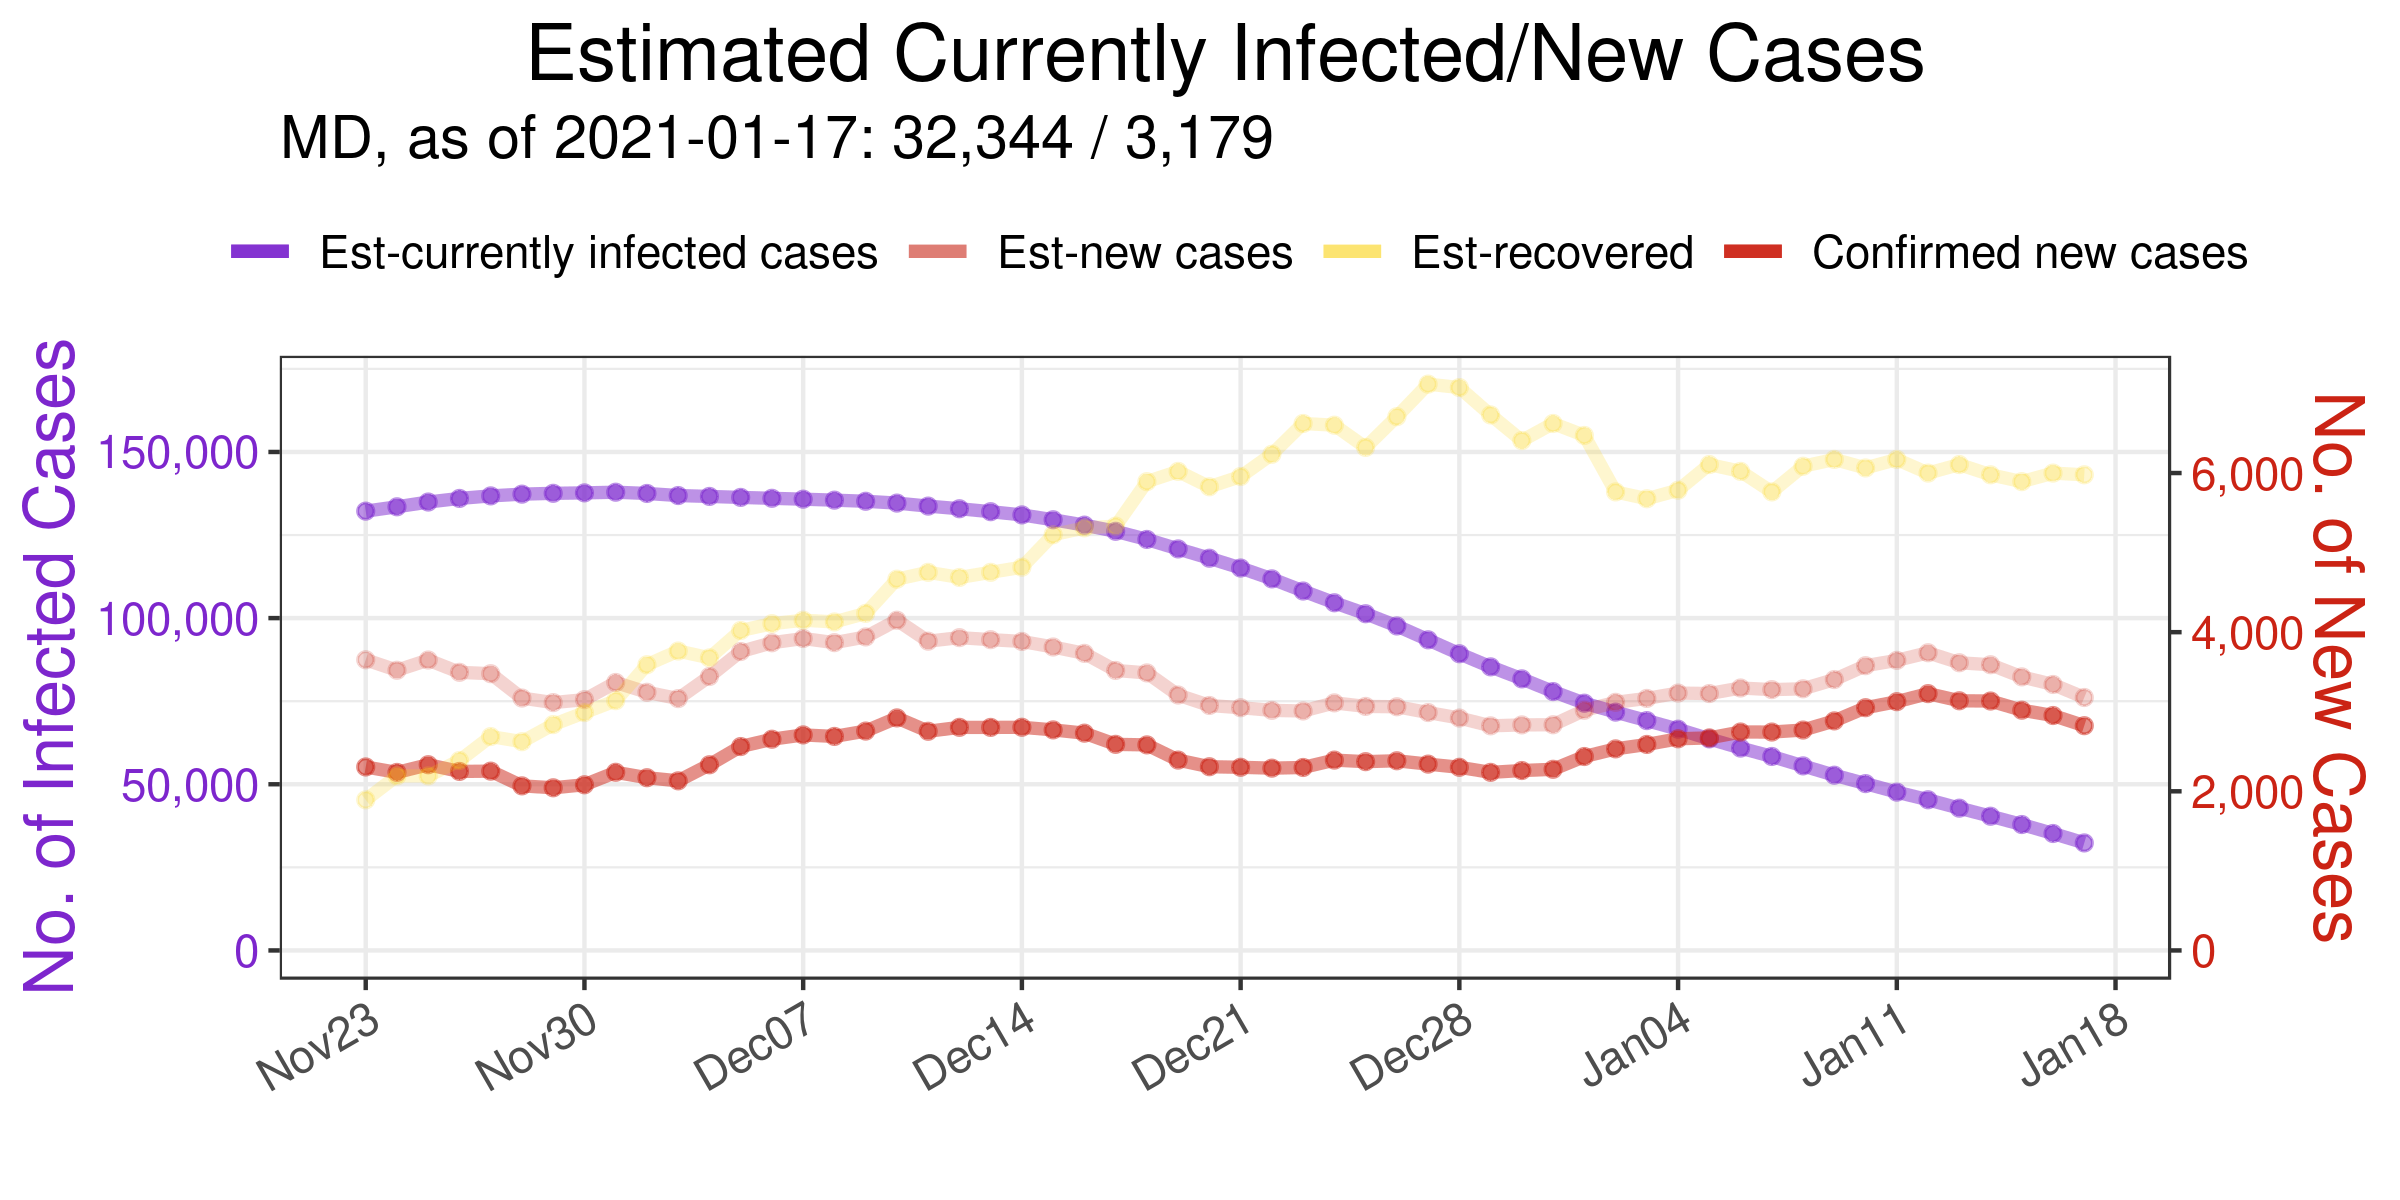 Estimated Currently Infected/New Cases
MD, as of 2021-01-17: 32,344 / 3,179
Est-currently infected cases Est-new cases Est-recovered Confirmed new cases
No. of Infected Cases
150,000
100,000
50,000
0
6,000
4,000
2,000
0
No. of New Cases
Nov23 Nov30 Dec07 Dec14 Dec21 Dec28 Jan04 Jan11 Jan18